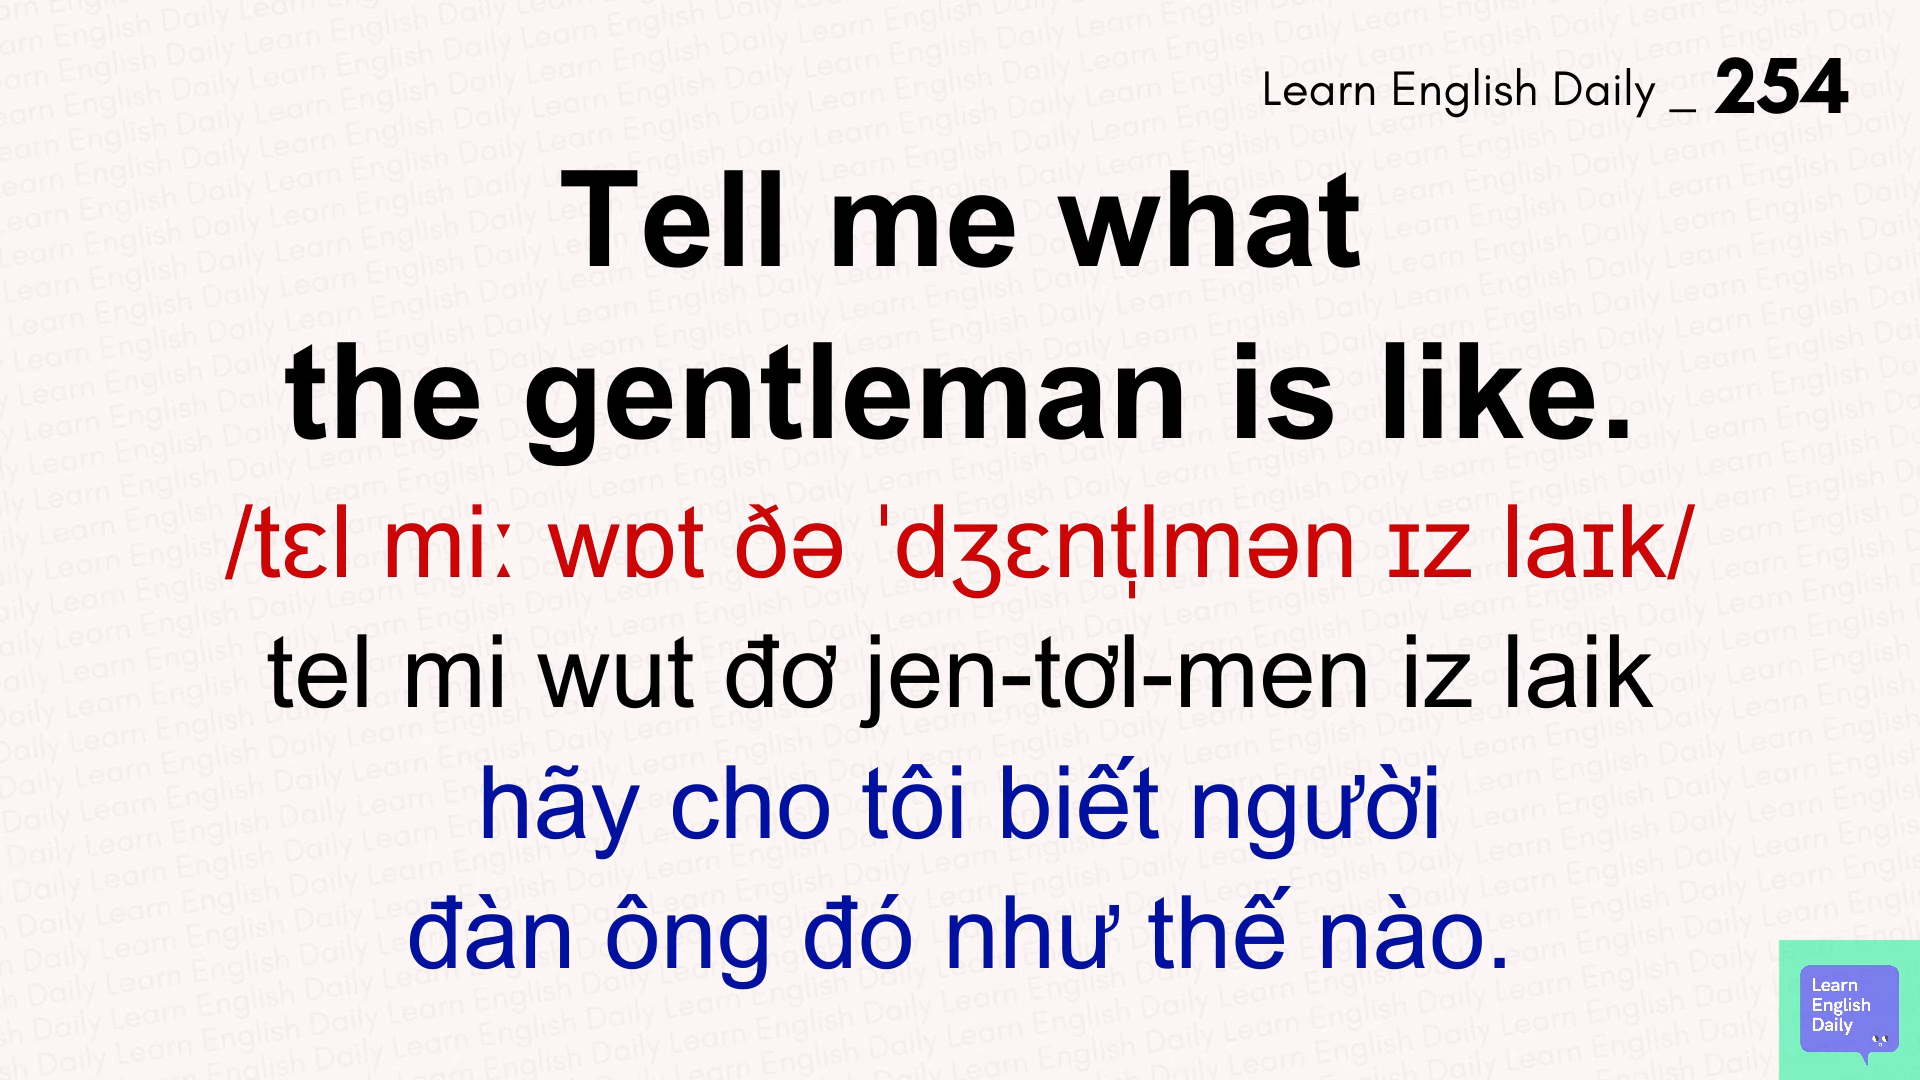 Learn English Daily _ 254
Tell me what
the gentleman is like.
/tɛl miː wɒt ðə ˈdʒɛnt̩lmən ɪz laɪk/
tel mi wut đơ jen-tơl-men iz laik
hãy cho tôi biết người
đàn ông đó như thế nào.
Learn
English
Daily